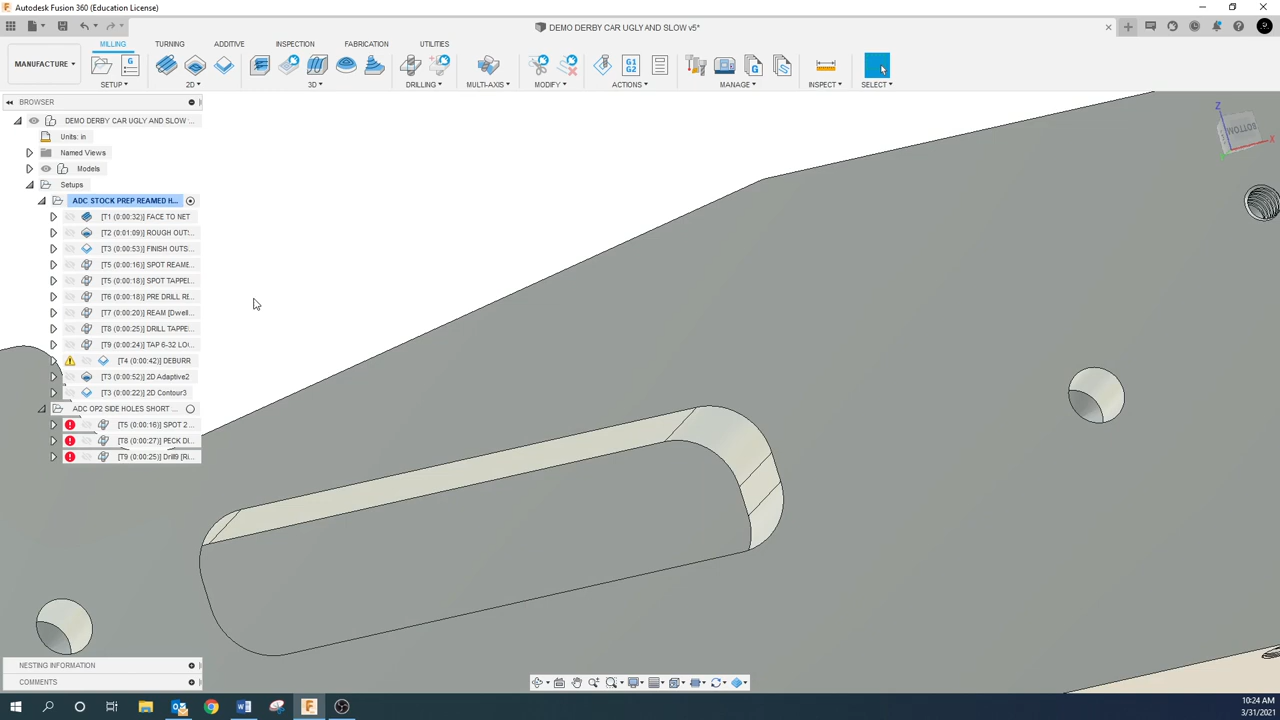 Autodesk Fusion 360 (Education License)
DEMO DERBY CAR UGLY AND SLOW v5*
MILLING TURNING ADDITIVE INSPECTION FABRICATION UTILITIES
MANUFACTURE
G1
G2
SETUP 2D 3D DRILLING MULTI-AXIS MODIFY ACTIONS MANAGE INSPECT SELECT
BROWSER
DEMO DERBY CAR UGLY AND SLOW ...
Units: in
Named Views
Models
Setups
ADC STOCK PREP REAMED H...
[T1 (0:00:32)] FACE TO NET
[T2 (0:01:09)] ROUGH OUT:...
[T3 (0:00:53)] FINISH OUTS...
[T5 (0:00:16)] SPOT REAME...
[T5 (0:00:18)] SPOT TAPPE...
[T6 (0:00:18)] PRE DRILL RE...
[T7 (0:00:20)] REAM [Dwell...
[T8 (0:00:25)] DRILL TAPPE...
[T9 (0:00:24)] TAP 6-32 LO...
[T4 (0:00:42)] DEBURR
[T3 (0:00:52)] 2D Adaptive2
[T3 (0:00:22)] 2D Contour3
ADC OP2 SIDE HOLES SHORT ...
[T5 (0:00:16)] SPOT 2 ...
[T8 (0:00:27)] PECK DI...
[T9 (0:00:25)] Drill9 [Ri...
Z
BOTTOM
X
NESTING INFORMATION
COMMENTS
10:24 AM
3/31/2021